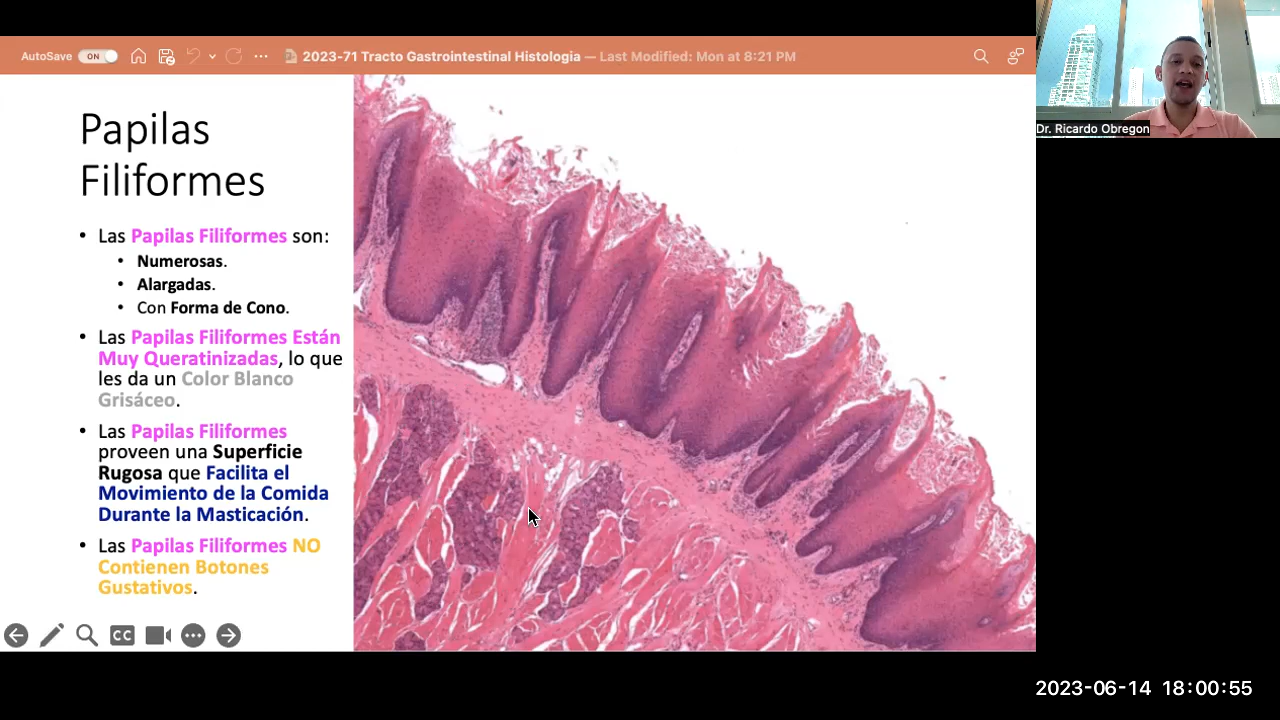 AutoSave ON 2023-71 Tracto Gastrointestinal Histologia — Last Modified: Mon at 8:21 PM
Dr. Ricardo Obregon
Papilas
Filiformes
• Las Papilas Filiformes son:
• Numerosas.
• Alargadas.
• Con Forma de Cono.
• Las Papilas Filiformes Están
Muy Queratinizadas, lo que
les da un Color Blanco
Grisáceo.
• Las Papilas Filiformes
proveen una Superficie
Rugosa que Facilita el
Movimiento de la Comida
Durante la Masticación.
• Las Papilas Filiformes NO
Contienen Botones
Gustativos.
CC
2023-06-14 18:00:55